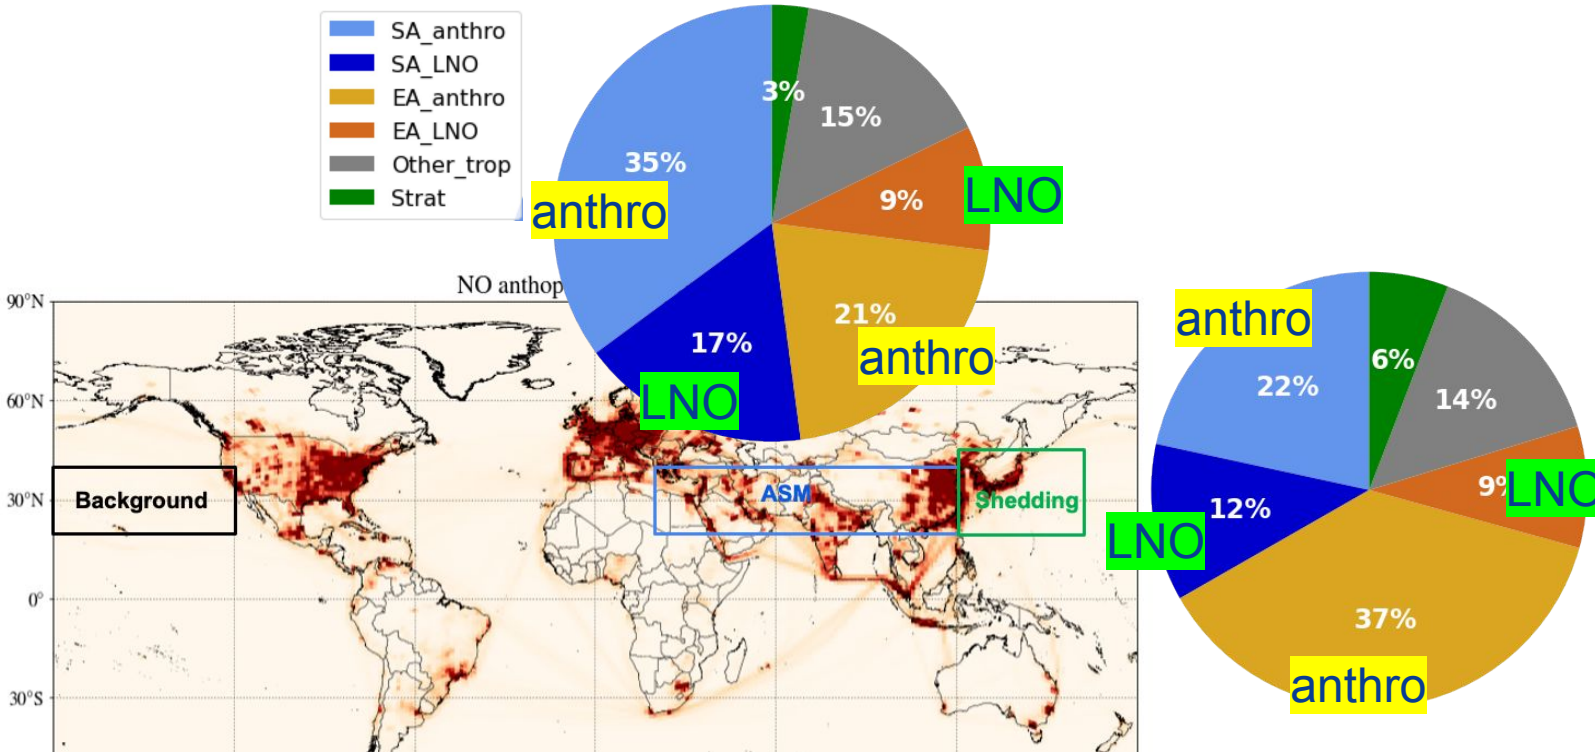 SA_anthro
SA_LNO
EA_anthro
EA_LNO
Other_trop
Strat
3%
15%
35%
9%
LNO
anthro
21%
anthro
17%
LNO
NO anthop
90°N
60°N
30°N
0°
30°S
Background
ASM
Shedding
anthro
6%
22%
14%
9%
LNO
12%
LNO
37%
anthro